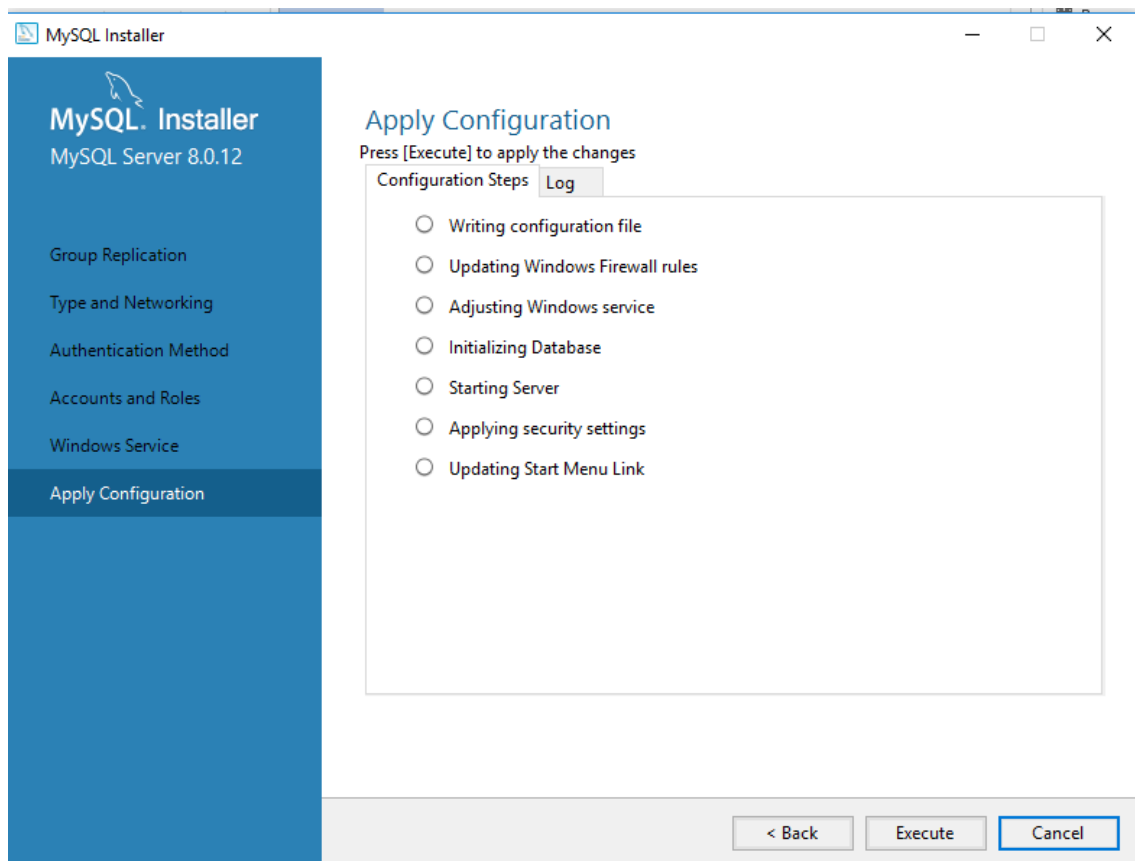 MySQL Installer
MySQL. Installer
MySQL Server 8.0.12
Group Replication
Type and Networking
Authentication Method
Accounts and Roles
Windows Service
Apply Configuration
Apply Configuration
Press [Execute] to apply the changes
Configuration Steps Log
Writing configuration file
Updating Windows Firewall rules
Adjusting Windows service
Initializing Database
Starting Server
Applying security settings
Updating Start Menu Link
< Back Execute Cancel